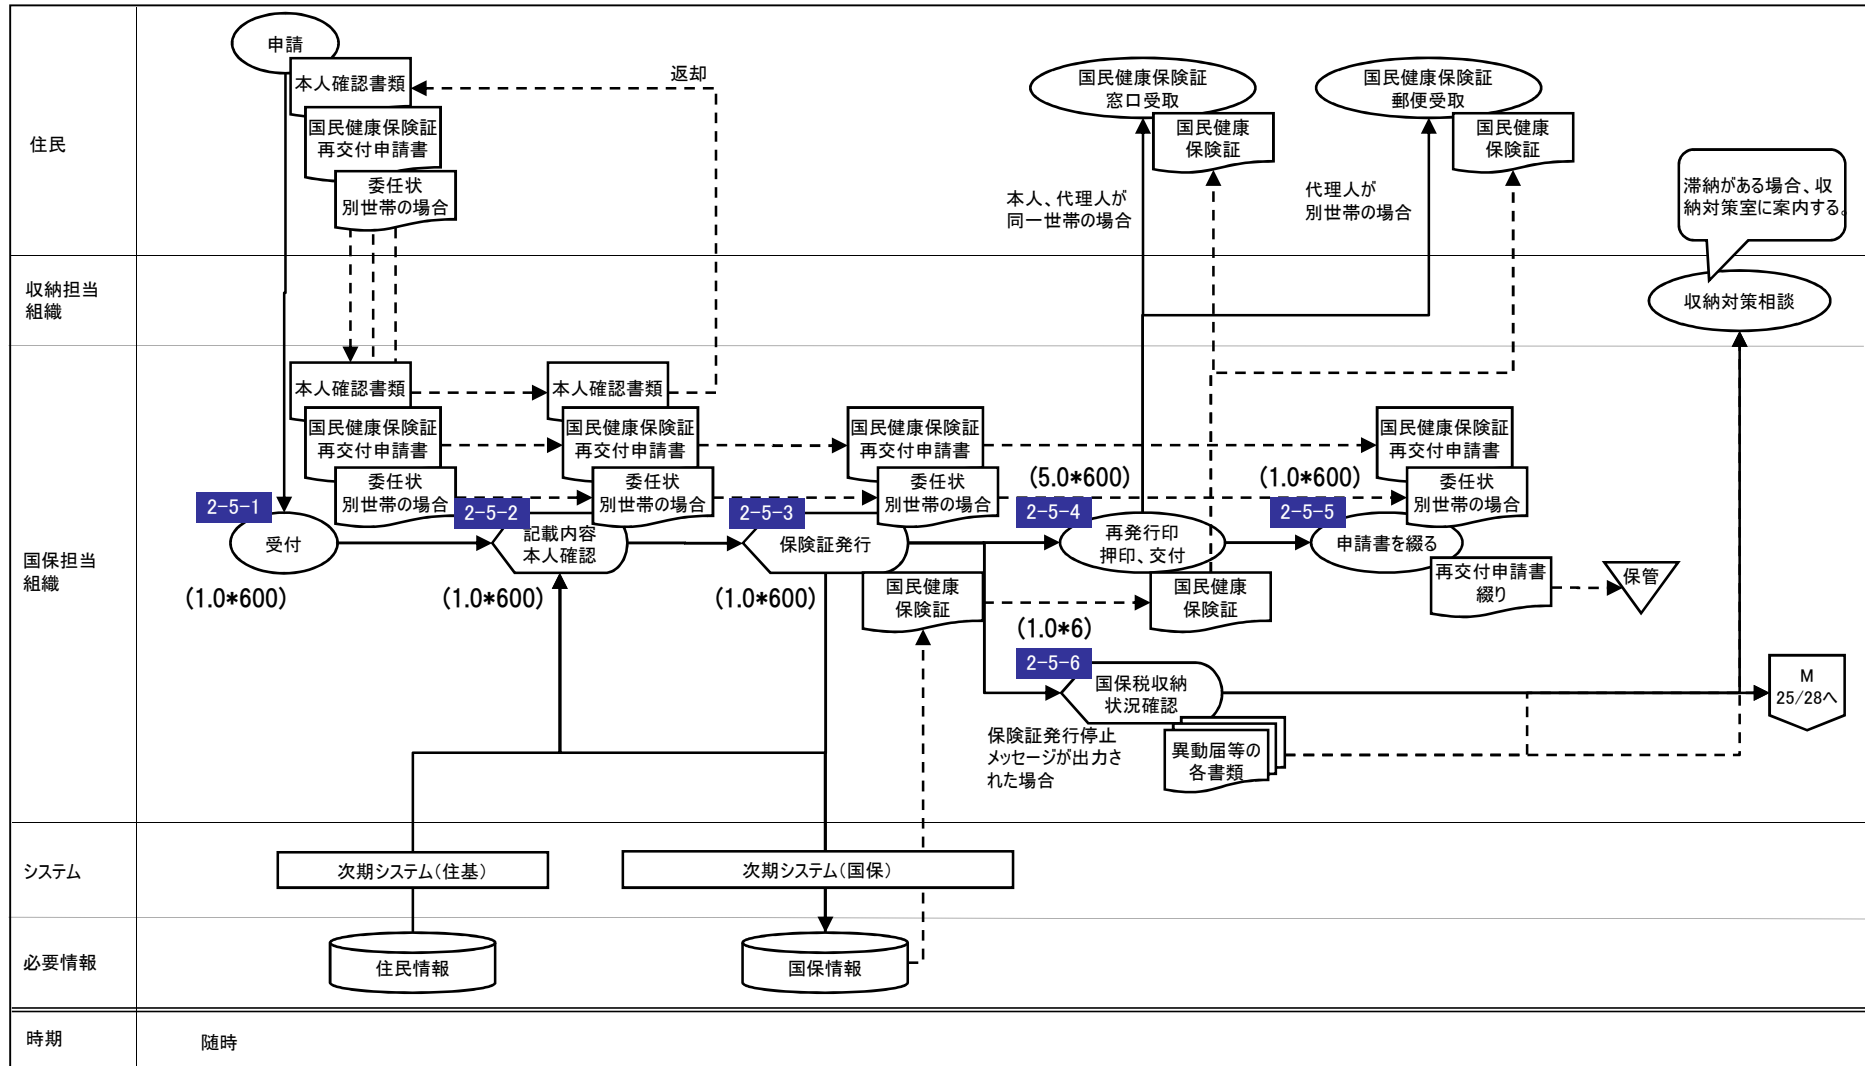 住民
申請
本人確認書類
国民健康保険証
再交付申請書
委任状
別世帯の場合
返却
国民健康保険証
窓口受取
国民健康
保険証
本人、代理人が
同一世帯の場合
国民健康保険証
郵便受取
国民健康
保険証
代理人が
別世帯の場合
滞納がある場合、収
納対策室に案内する。
収納担当
組織
収納対策相談
国保担当
組織
本人確認書類
国民健康保険証
再交付申請書
委任状
別世帯の場合
2-5-1
受付
(1.0*600)
本人確認書類
国民健康保険証
再交付申請書
委任状
別世帯の場合
2-5-2
記載内容
本人確認
(1.0*600)
国民健康保険証
再交付申請書
委任状
別世帯の場合
2-5-3
保険証発行
(1.0*600)
国民健康
保険証
(5.0*600)
2-5-4
再発行印
押印、交付
国民健康
保険証
国民健康保険証
再交付申請書
委任状
別世帯の場合
(1.0*600)
2-5-5
申請書を綴る
再交付申請書
綴り
保管
(1.0*6)
2-5-6
国保税収納
状況確認
保険証発行停止
メッセージが出力さ
れた場合
異動届等の
各書類
M
25/28へ
システム
次期システム(住基)
次期システム(国保)
必要情報
住民情報
国保情報
時期
随時